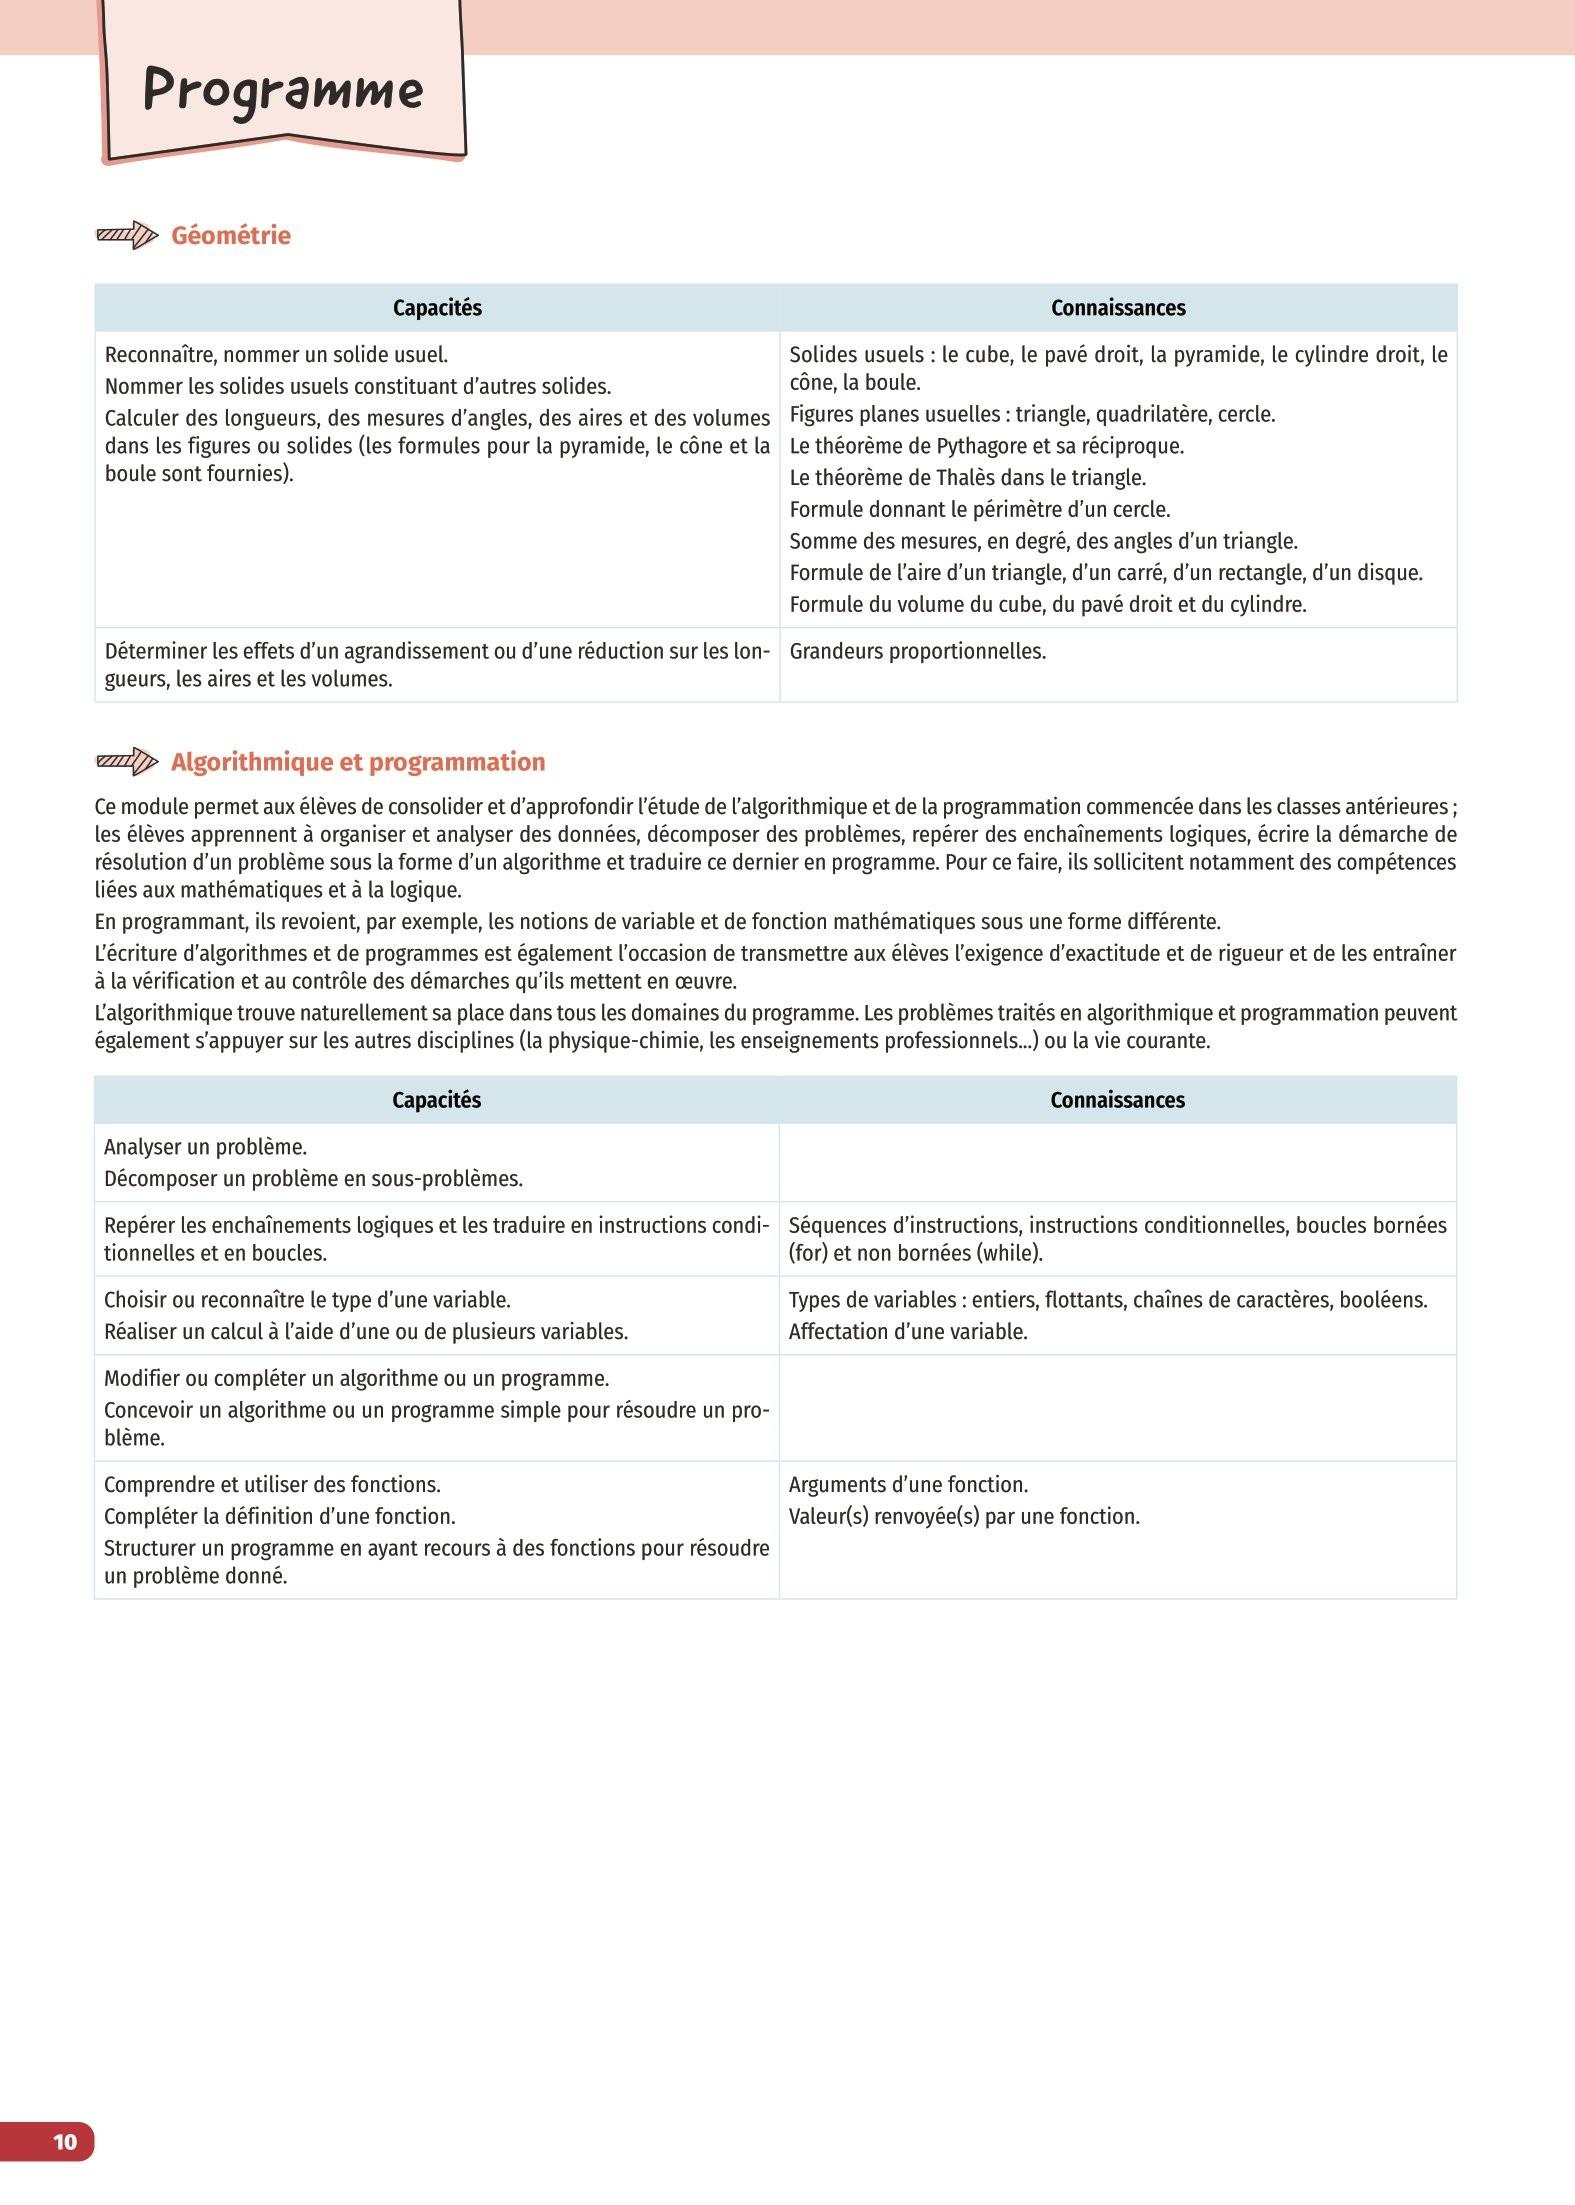 Programme
Géométrie
Capacités
Connaissances
Reconnaître, nommer un solide usuel.
Nommer les solides usuels constituant d’autres solides.
Calculer des longueurs, des mesures d’angles, des aires et des volumes
dans les figures ou solides (les formules pour la pyramide, le cône et la
boule sont fournies).
Solides usuels : le cube, le pavé droit, la pyramide, le cylindre droit, le
cône, la boule.
Figures planes usuelles : triangle, quadrilatère, cercle.
Le théorème de Pythagore et sa réciproque.
Le théorème de Thalès dans le triangle.
Formule donnant le périmètre d’un cercle.
Somme des mesures, en degré, des angles d’un triangle.
Formule de l’aire d’un triangle, d’un carré, d’un rectangle, d’un disque.
Formule du volume du cube, du pavé droit et du cylindre.
Déterminer les effets d’un agrandissement ou d’une réduction sur les lon-
gueurs, les aires et les volumes.
Grandeurs proportionnelles.
Algorithmique et programmation
Ce module permet aux élèves de consolider et d’approfondir l’étude de l’algorithmique et de la programmation commencée dans les classes antérieures ;
les élèves apprennent à organiser et analyser des données, décomposer des problèmes, repérer des enchaînements logiques, écrire la démarche de
résolution d’un problème sous la forme d’un algorithme et traduire ce dernier en programme. Pour ce faire, ils sollicitent notamment des compétences
liées aux mathématiques et à la logique.
En programmant, ils revoient, par exemple, les notions de variable et de fonction mathématiques sous une forme différente.
L’écriture d’algorithmes et de programmes est également l’occasion de transmettre aux élèves l’exigence d’exactitude et de rigueur et de les entraîner
à la vérification et au contrôle des démarches qu’ils mettent en œuvre.
L’algorithmique trouve naturellement sa place dans tous les domaines du programme. Les problèmes traités en algorithmique et programmation peuvent
également s’appuyer sur les autres disciplines (la physique-chimie, les enseignements professionnels…) ou la vie courante.
Capacités
Connaissances
Analyser un problème.
Décomposer un problème en sous-problèmes.
Repérer les enchaînements logiques et les traduire en instructions condi-
tionnelles et en boucles.
Séquences d’instructions, instructions conditionnelles, boucles bornées
(for) et non bornées (while).
Choisir ou reconnaître le type d’une variable.
Réaliser un calcul à l’aide d’une ou de plusieurs variables.
Types de variables : entiers, flottants, chaînes de caractères, booléens.
Affectation d’une variable.
Modifier ou compléter un algorithme ou un programme.
Concevoir un algorithme ou un programme simple pour résoudre un pro-
blème.
Comprendre et utiliser des fonctions.
Compléter la définition d’une fonction.
Structurer un programme en ayant recours à des fonctions pour résoudre
un problème donné.
Arguments d’une fonction.
Valeur(s) renvoyée(s) par une fonction.
10